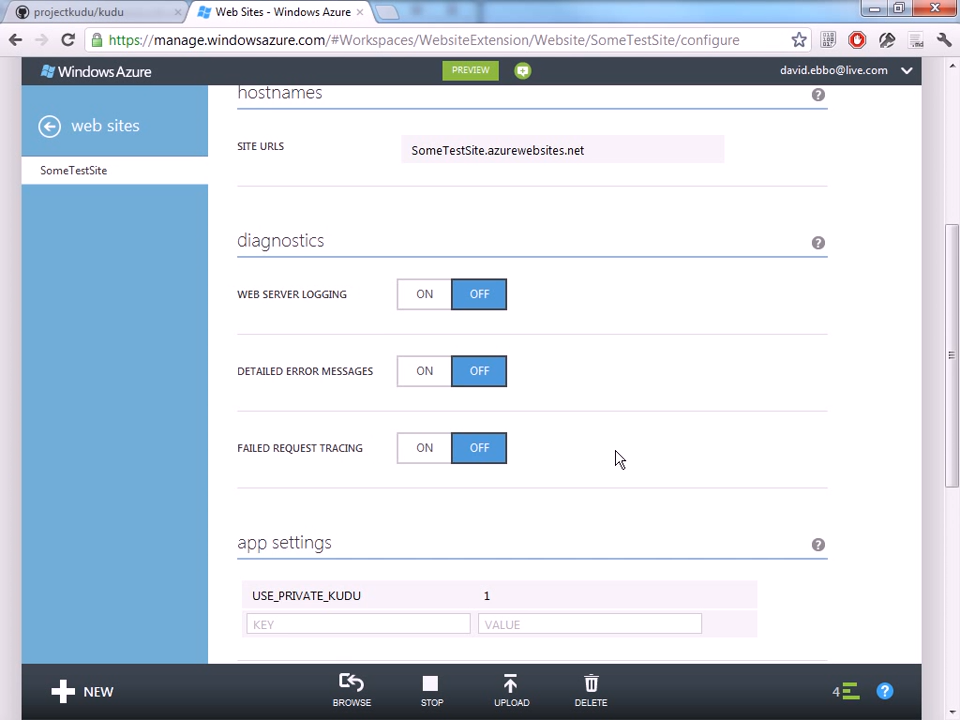 projectkudu/kudu
Web Sites - Windows Azure
https://manage.windowsazure.com/#Workspaces/WebsiteExtension/Website/SomeTestSite/configure
Windows Azure
PREVIEW
david.ebbo@live.com
web sites
SomeTestSite
hostnames
SITE URLS
SomeTestSite.azurewebsites.net
diagnostics
WEB SERVER LOGGING
ON OFF
DETAILED ERROR MESSAGES
ON OFF
FAILED REQUEST TRACING
ON OFF
app settings
USE_PRIVATE_KUDU 1
KEY VALUE
NEW
BROWSE
STOP
UPLOAD
DELETE
4